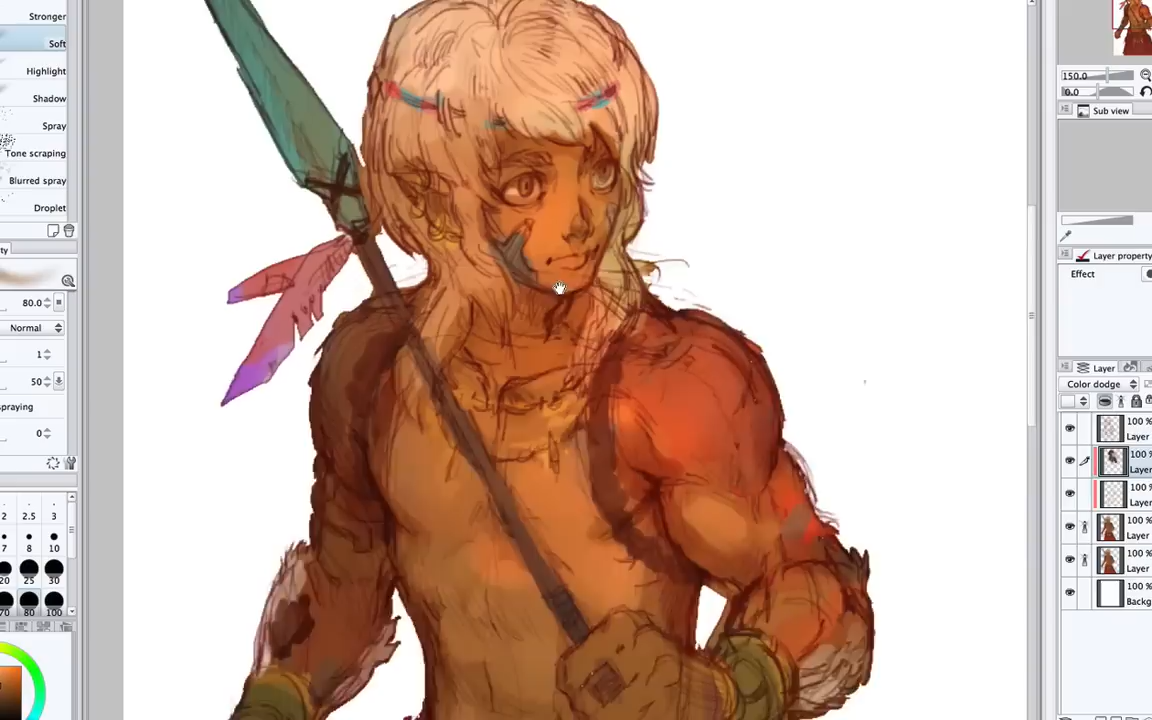 Stronger
Soft
Highlight
Shadow
Spray
Tone scraping
Blurred spray
Droplet
ty
80.0
Normal
1
50
spraying
0
2 2.5 3
7 8 10
20 25 30
70 80 100
150.0
0.0
Sub view
Layer property
Effect
Layer
Color dodge
100 %
Layer
100 %
Layer
100 %
Layer
100 %
Layer
100 %
Layer
100 %
Backg